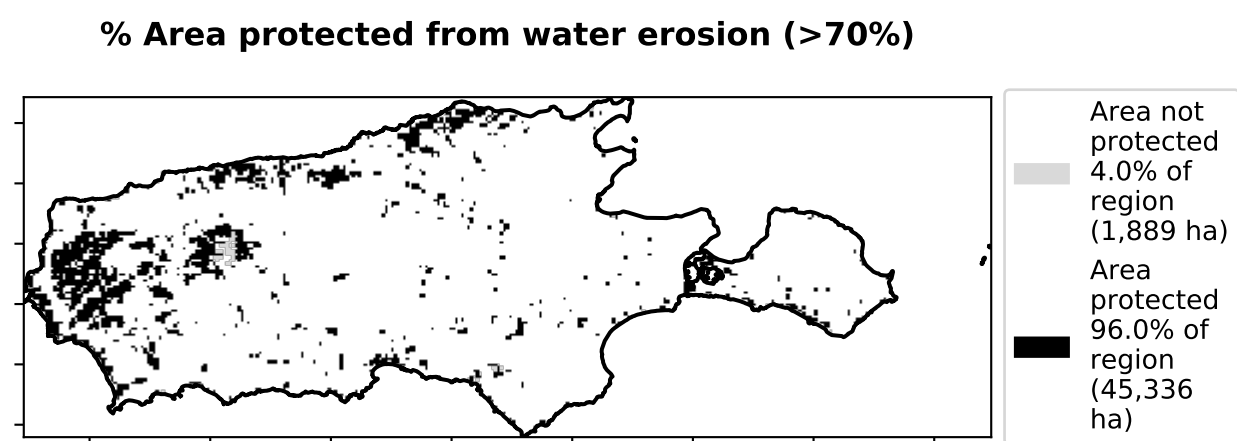 % Area protected from water erosion (>70%)
Area not
protected
4.0% of
region
(1,889 ha)
Area
protected
96.0% of
region
(45,336
ha)